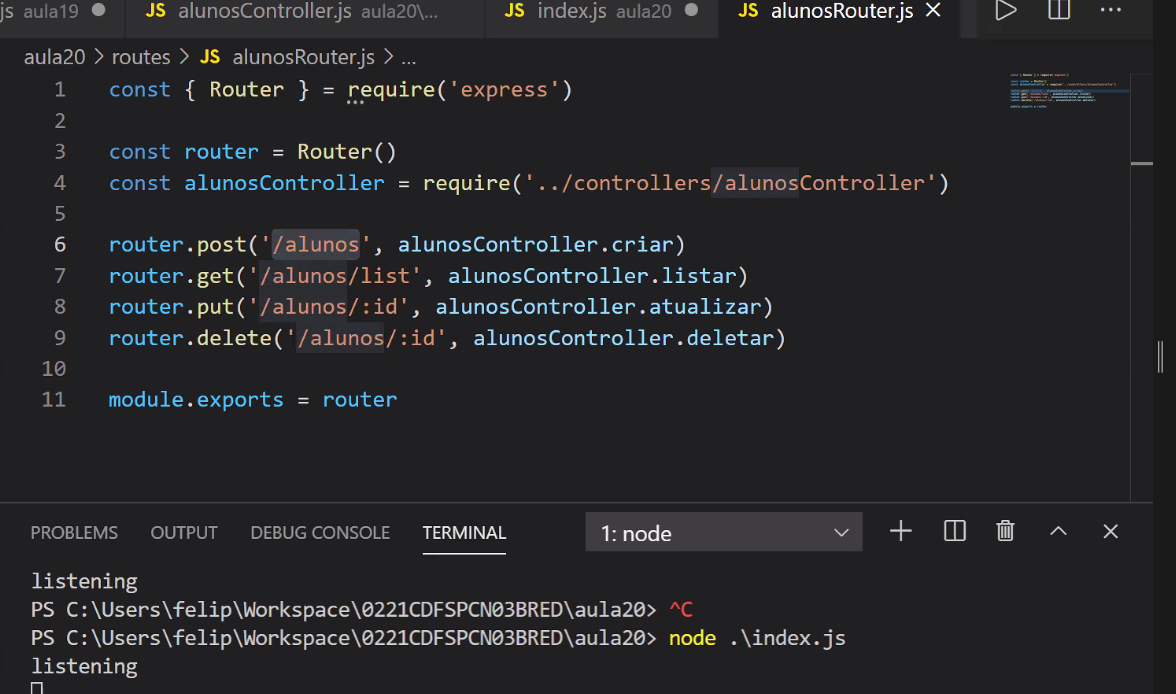 js aula19 JS alunosController.js aula20\... JS index.js aula20 JS alunosRouter.js
aula20 > routes > JS alunosRouter.js > ...
1 const { Router } = require('express')
2
3 const router = Router()
4 const alunosController = require('../controllers/alunosController')
5
6 router.post('/alunos', alunosController.criar)
7 router.get('/alunos/list', alunosController.listar)
8 router.put('/alunos/:id', alunosController.atualizar)
9 router.delete('/alunos/:id', alunosController.deletar)
10
11 module.exports = router
PROBLEMS OUTPUT DEBUG CONSOLE TERMINAL 1: node
listening
PS C:\Users\felip\Workspace\0221CDFSPCN03BRED\aula20> ^C
PS C:\Users\felip\Workspace\0221CDFSPCN03BRED\aula20> node .\index.js
listening